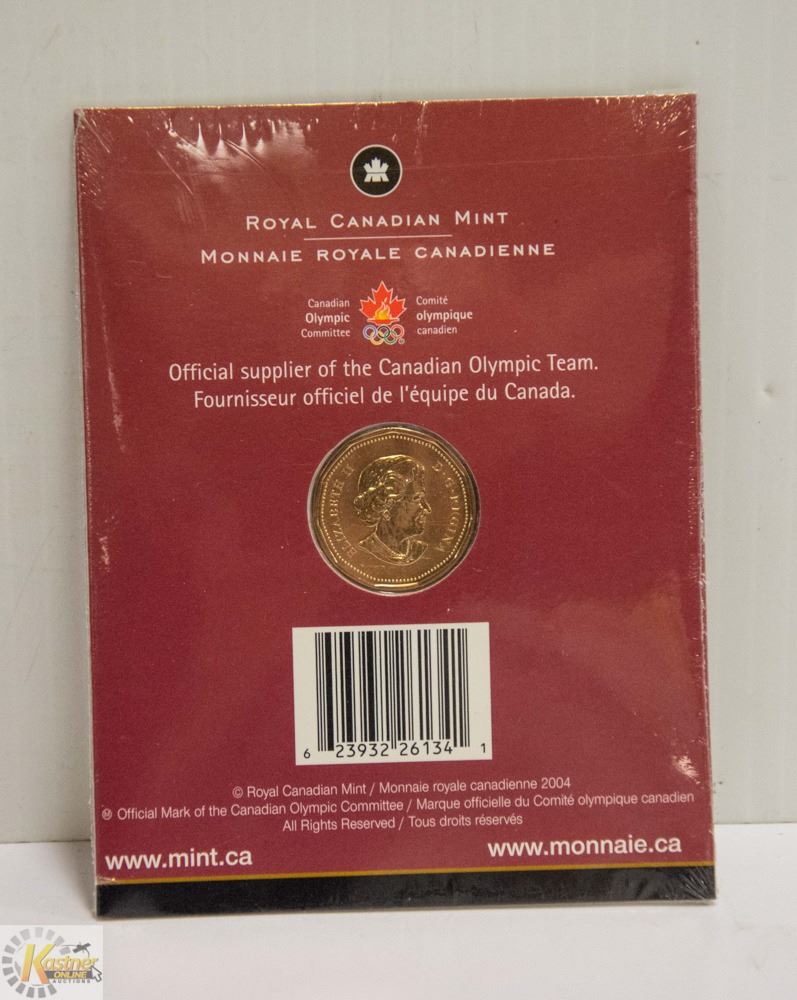 ROYAL CANADIAN MINT
MONNAIE ROYALE CANADIENNE
Canadian
Olympic
Committee
Comité
olympique
canadien
Official supplier of the Canadian Olympic Team.
Fournisseur officiel de l'équipe du Canada.
ELIZABETH II D·G·REGINA
6 23932 26134 1
© Royal Canadian Mint / Monnaie royale canadienne 2004
Ⓜ Official Mark of the Canadian Olympic Committee / Marque officielle du Comité olympique canadien
All Rights Reserved / Tous droits réservés
www.mint.ca
www.monnaie.ca
Kastner
ONLINE
AUCTIONS